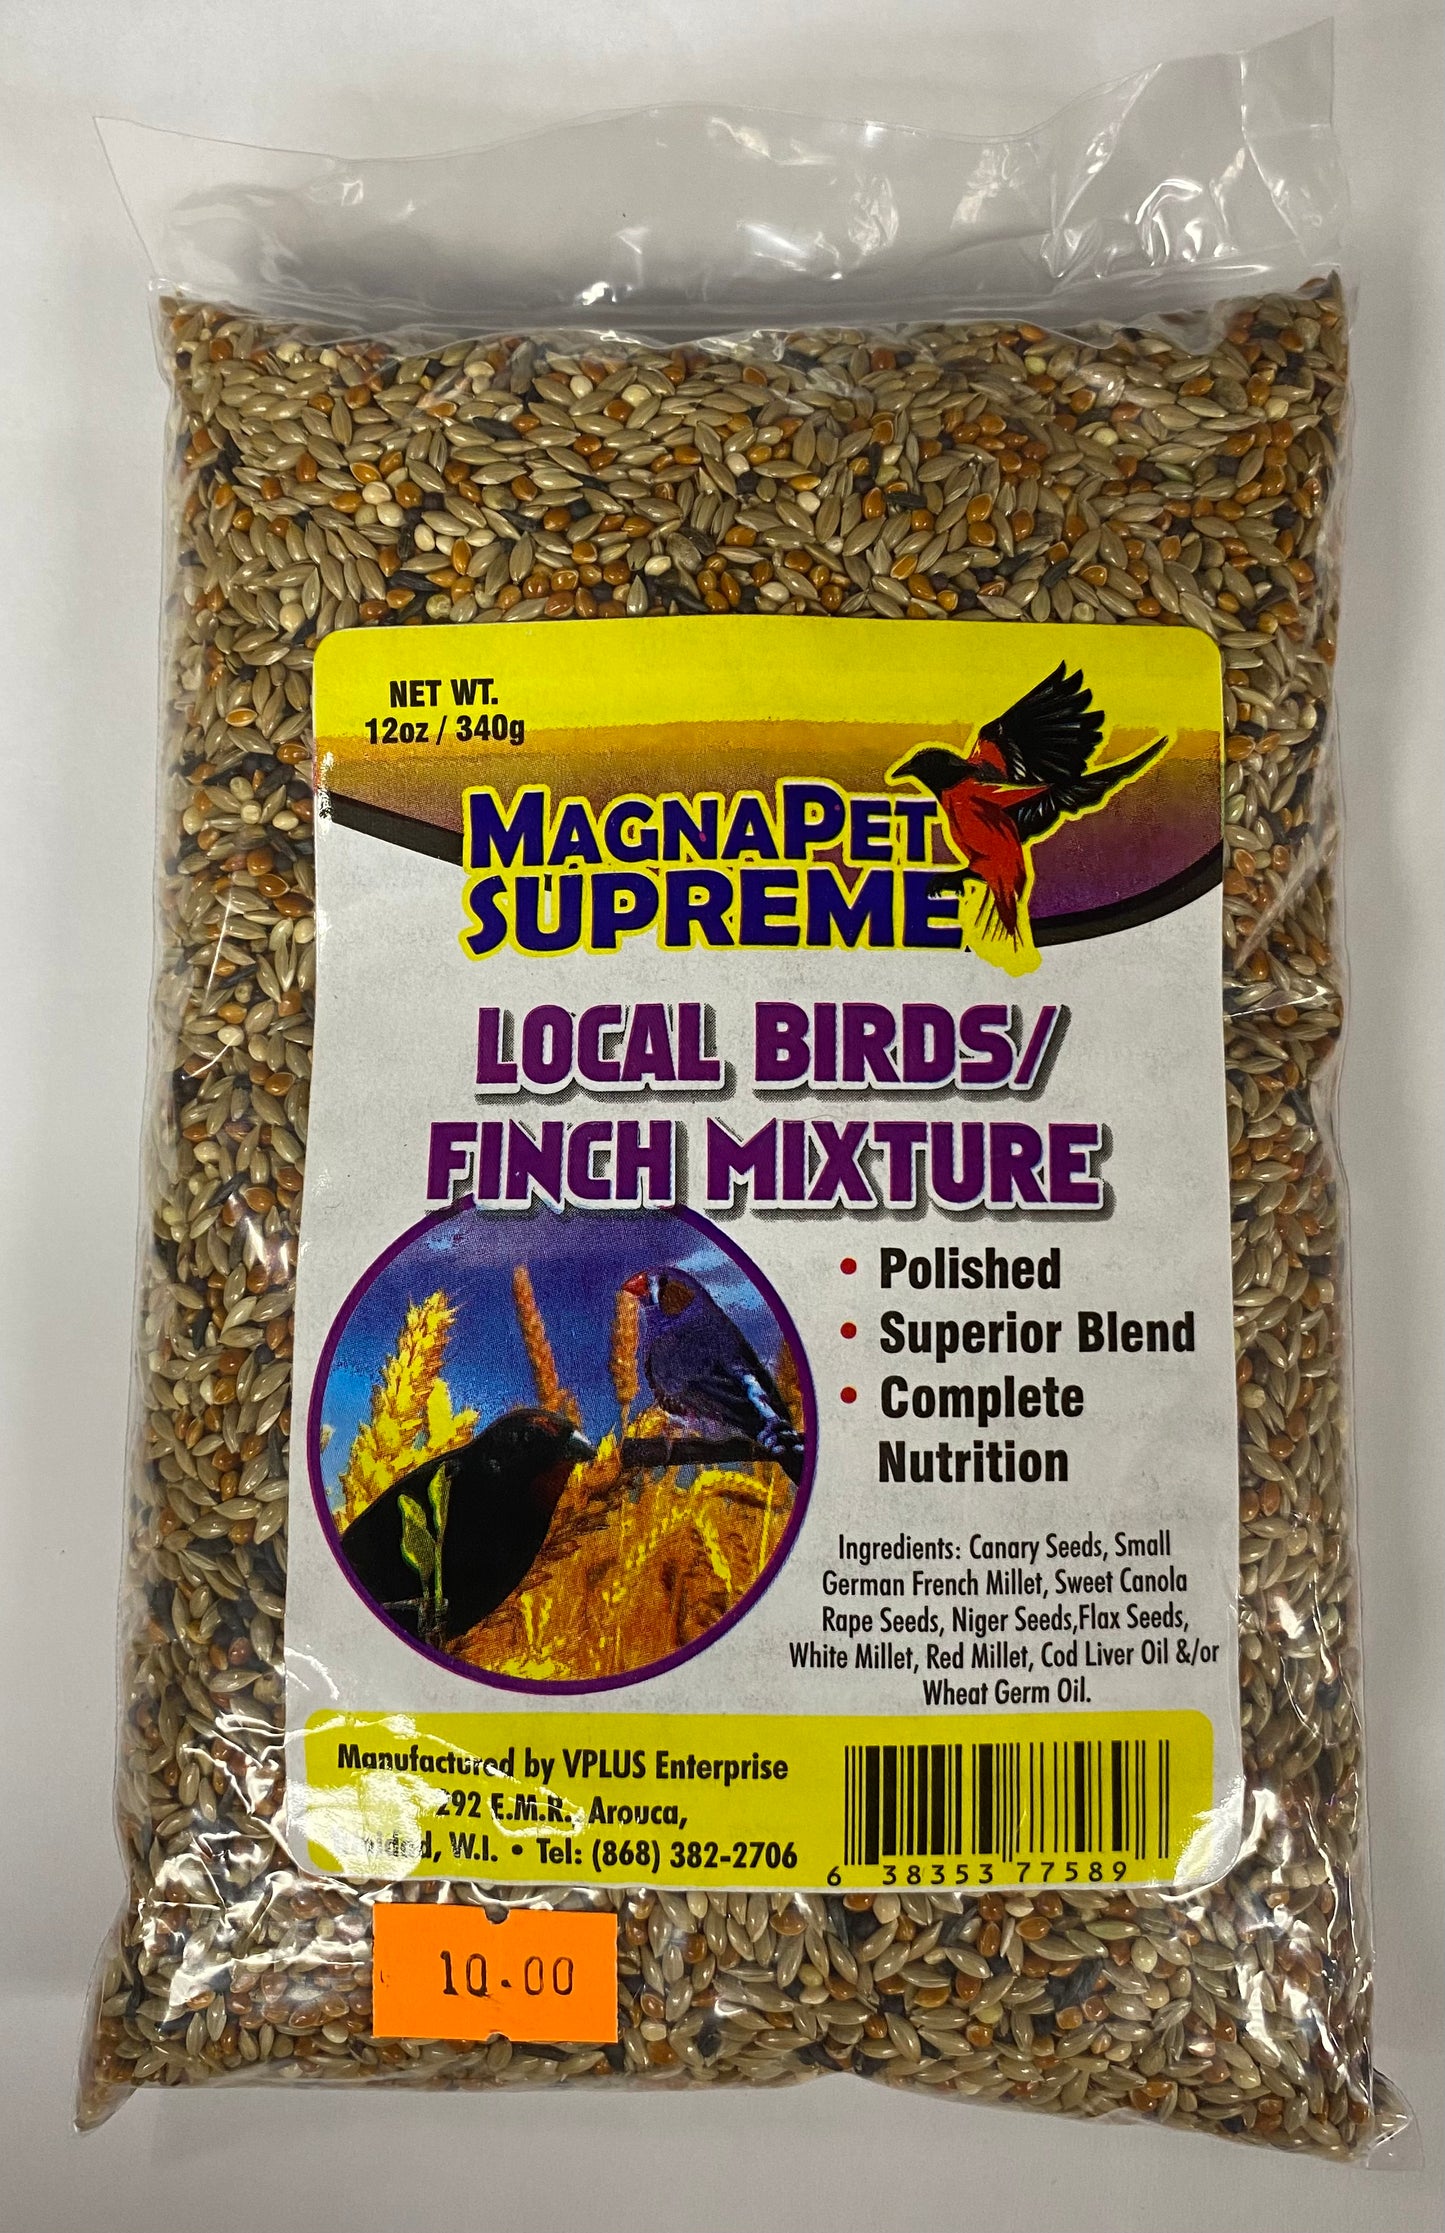 NET WT.
12oz / 340g
MAGNAPET
SUPREME
LOCAL BIRDS/
FINCH MIXTURE
• Polished
• Superior Blend
• Complete
Nutrition
Ingredients: Canary Seeds, Small
German French Millet, Sweet Canola
Rape Seeds, Niger Seeds,Flax Seeds,
White Millet, Red Millet, Cod Liver Oil &/or
Wheat Germ Oil.
Manufactured by VPLUS Enterprise
292 E.M.R., Arouca,
Trinidad, W.I. • Tel: (868) 382-2706
6 38353 77589
10.00